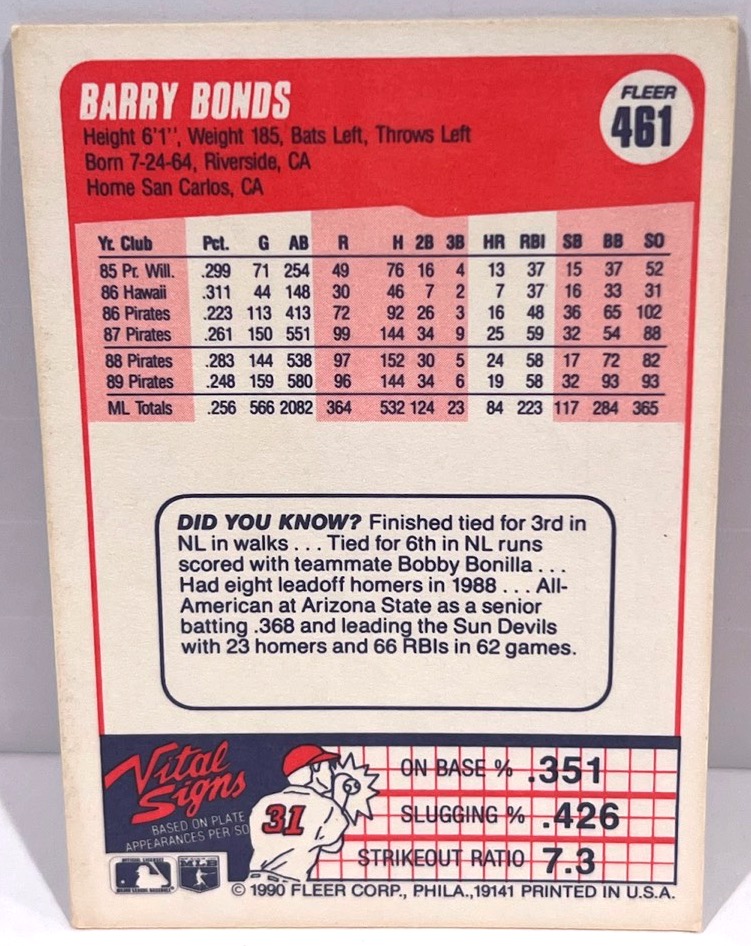 BARRY BONDS
FLEER
461
Height 6'1", Weight 185, Bats Left, Throws Left
Born 7-24-64, Riverside, CA
Home San Carlos, CA
Yr. Club Pct. G AB R H 2B 3B HR RBI SB BB SO
85 Pr. Will. .299 71 254 49 76 16 4 13 37 15 37 52
86 Hawaii .311 44 148 30 46 7 2 7 37 16 33 31
86 Pirates .223 113 413 72 92 26 3 16 48 36 65 102
87 Pirates .261 150 551 99 144 34 9 25 59 32 54 88
88 Pirates .283 144 538 97 152 30 5 24 58 17 72 82
89 Pirates .248 159 580 96 144 34 6 19 58 32 93 93
ML Totals .256 566 2082 364 532 124 23 84 223 117 284 365
DID YOU KNOW? Finished tied for 3rd in
NL in walks . . . Tied for 6th in NL runs
scored with teammate Bobby Bonilla . . .
Had eight leadoff homers in 1988 . . . All-
American at Arizona State as a senior
batting .368 and leading the Sun Devils
with 23 homers and 66 RBIs in 62 games.
Vital
Signs
BASED ON PLATE
APPEARANCES PER SO
31
ON BASE % .351
SLUGGING % .426
STRIKEOUT RATIO 7.3
MLB
© 1990 FLEER CORP., PHILA., 19141 PRINTED IN U.S.A.